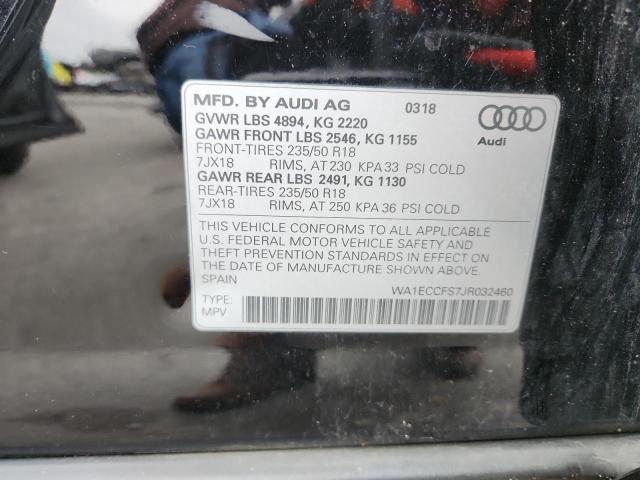 MFD. BY AUDI AG 0318
GVWR LBS 4894, KG 2220
GAWR FRONT LBS 2546, KG 1155
FRONT-TIRES 235/50 R18
7JX18 RIMS, AT 230 KPA 33 PSI COLD
GAWR REAR LBS 2491, KG 1130
REAR-TIRES 235/50 R18
7JX18 RIMS, AT 250 KPA 36 PSI COLD
Audi
THIS VEHICLE CONFORMS TO ALL APPLICABLE
U.S. FEDERAL MOTOR VEHICLE SAFETY AND
THEFT PREVENTION STANDARDS IN EFFECT ON
THE DATE OF MANUFACTURE SHOWN ABOVE.
SPAIN
WA1ECCFS7JR032460
TYPE:
MPV